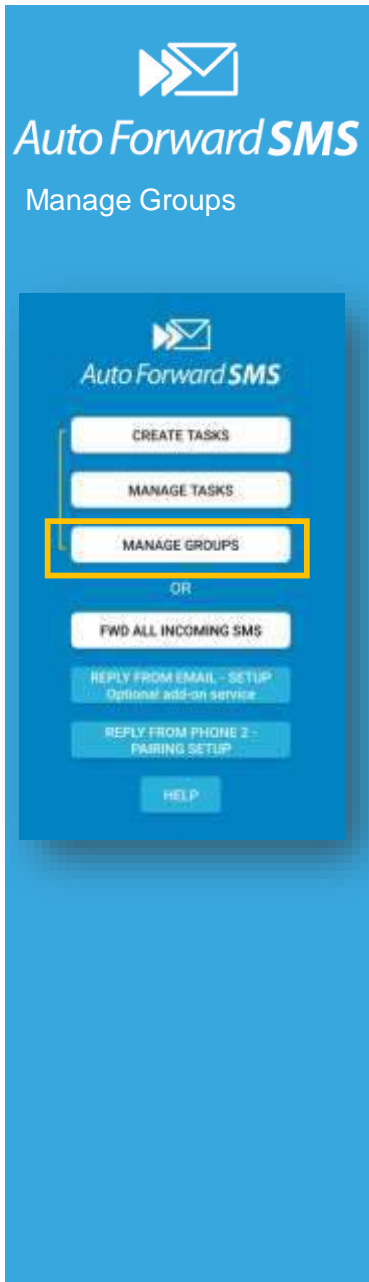 Auto Forward SMS
Manage Groups
Auto Forward SMS
CREATE TASKS
MANAGE TASKS
MANAGE GROUPS
OR
FWD ALL INCOMING SMS
REPLY FROM EMAIL - SETUP
Optional add-on service
REPLY FROM PHONE 2 -
PAIRING SETUP
HELP